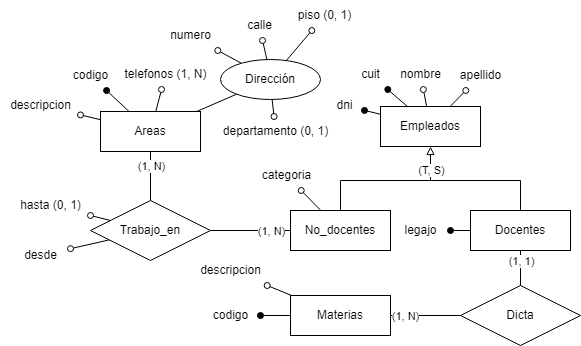 piso (0, 1)
calle
numero
telefonos (1, N)
codigo
Dirección
cuit
nombre
apellido
descripcion
dni
departamento (0, 1)
Areas
Empleados
(1, N)
(T, S)
categoria
hasta (0, 1)
Trabajo_en
(1, N)
No_docentes
legajo
Docentes
desde
(1, 1)
descripcion
codigo
Materias
(1, N)
Dicta